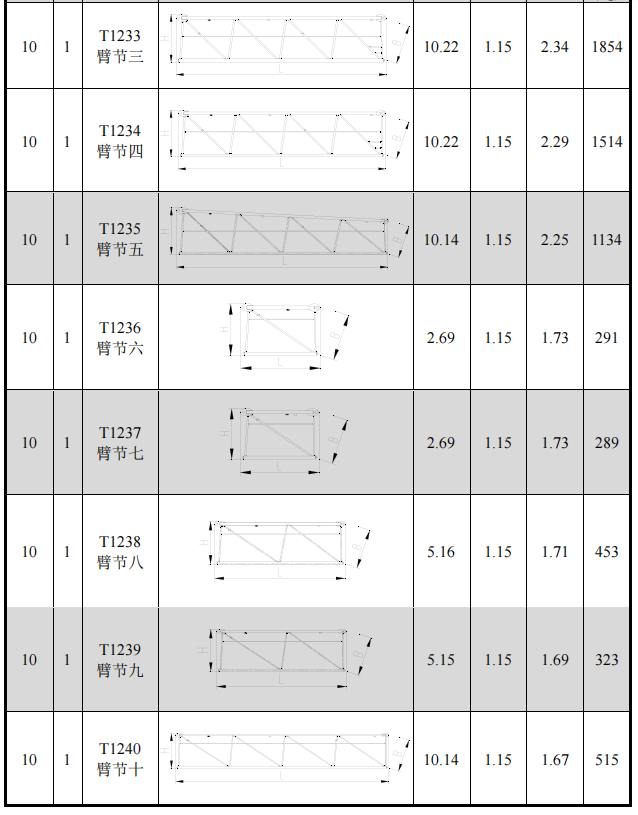 10 1 T1233 H B L 10.22 1.15 2.34 1854
臂节三
10 1 T1234 H B L 10.22 1.15 2.29 1514
臂节四
10 1 T1235 H B L 10.14 1.15 2.25 1134
臂节五
10 1 T1236 H B L 2.69 1.15 1.73 291
臂节六
10 1 T1237 H B L 2.69 1.15 1.73 289
臂节七
10 1 T1238 H B L 5.16 1.15 1.71 453
臂节八
10 1 T1239 H B L 5.15 1.15 1.69 323
臂节九
10 1 T1240 H B L 10.14 1.15 1.67 515
臂节十